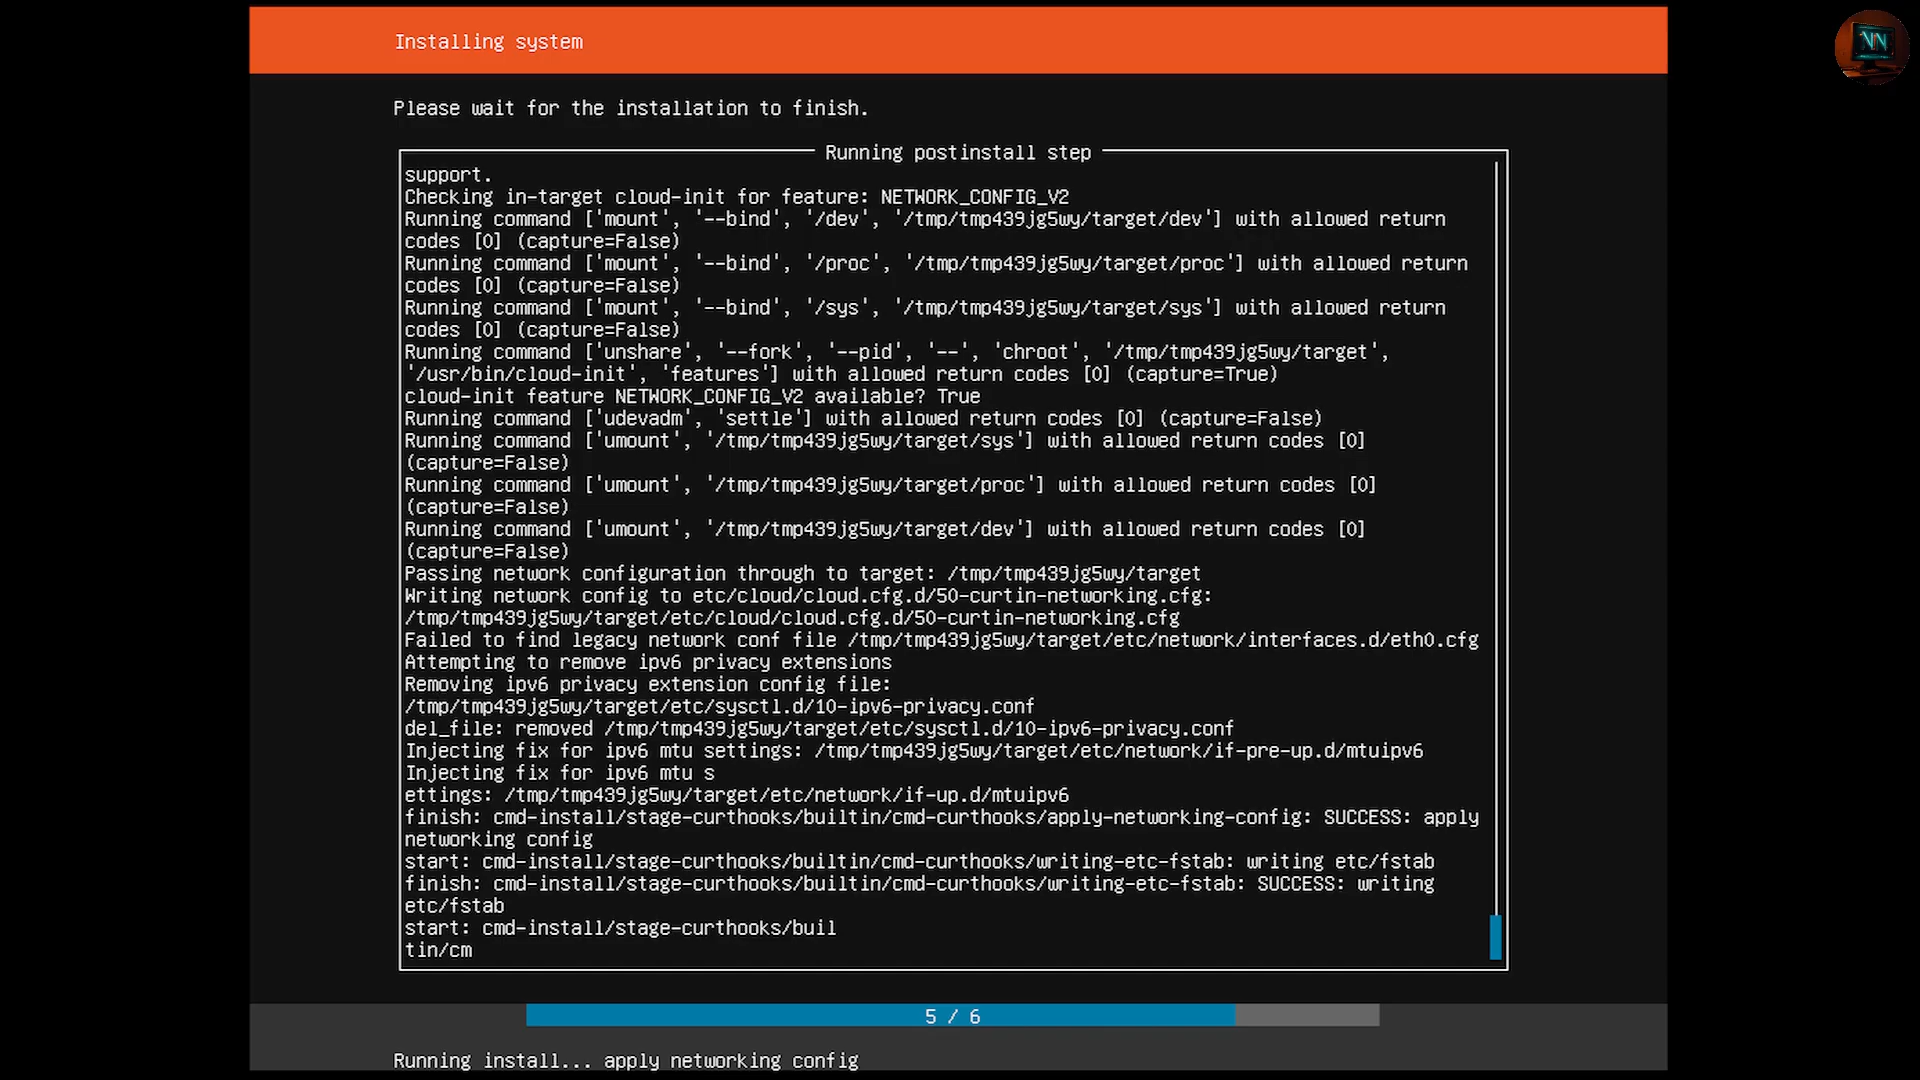 Installing system
Please wait for the installation to finish.
Running postinstall step
support.
Checking in-target cloud-init for feature: NETWORK_CONFIG_V2
Running command ['mount', '--bind', '/dev', '/tmp/tmp439jg5wy/target/dev'] with allowed return
codes [0] (capture=False)
Running command ['mount', '--bind', '/proc', '/tmp/tmp439jg5wy/target/proc'] with allowed return
codes [0] (capture=False)
Running command ['mount', '--bind', '/sys', '/tmp/tmp439jg5wy/target/sys'] with allowed return
codes [0] (capture=False)
Running command ['unshare', '--fork', '--pid', '--', 'chroot', '/tmp/tmp439jg5wy/target',
'/usr/bin/cloud-init', 'features'] with allowed return codes [0] (capture=True)
cloud-init feature NETWORK_CONFIG_V2 available? True
Running command ['udevadm', 'settle'] with allowed return codes [0] (capture=False)
Running command ['umount', '/tmp/tmp439jg5wy/target/sys'] with allowed return codes [0]
(capture=False)
Running command ['umount', '/tmp/tmp439jg5wy/target/proc'] with allowed return codes [0]
(capture=False)
Running command ['umount', '/tmp/tmp439jg5wy/target/dev'] with allowed return codes [0]
(capture=False)
Passing network configuration through to target: /tmp/tmp439jg5wy/target
Writing network config to etc/cloud/cloud.cfg.d/50-curtin-networking.cfg:
/tmp/tmp439jg5wy/target/etc/cloud/cloud.cfg.d/50-curtin-networking.cfg
Failed to find legacy network conf file /tmp/tmp439jg5wy/target/etc/network/interfaces.d/eth0.cfg
Attempting to remove ipv6 privacy extensions
Removing ipv6 privacy extension config file:
/tmp/tmp439jg5wy/target/etc/sysctl.d/10-ipv6-privacy.conf
del_file: removed /tmp/tmp439jg5wy/target/etc/sysctl.d/10-ipv6-privacy.conf
Injecting fix for ipv6 mtu settings: /tmp/tmp439jg5wy/target/etc/network/if-pre-up.d/mtuipv6
Injecting fix for ipv6 mtu s
ettings: /tmp/tmp439jg5wy/target/etc/network/if-up.d/mtuipv6
finish: cmd-install/stage-curthooks/builtin/cmd-curthooks/apply-networking-config: SUCCESS: apply
networking config
start: cmd-install/stage-curthooks/builtin/cmd-curthooks/writing-etc-fstab: writing etc/fstab
finish: cmd-install/stage-curthooks/builtin/cmd-curthooks/writing-etc-fstab: SUCCESS: writing
etc/fstab
start: cmd-install/stage-curthooks/buil
tin/cm
5 / 6
Running install... apply networking config